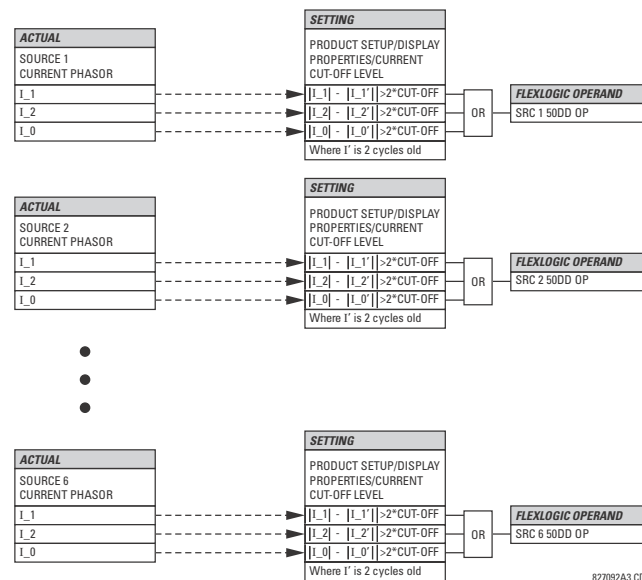 SETTING
ACTUAL
PRODUCT SETUP/DISPLAY
SOURCE 1
PROPERTIES/CURRENT
CURRENT PHASOR
CUT-OFF LEVEL
I_1
||I_1| - |I_1′||>2*CUT-OFF
FLEXLOGIC OPERAND
I_2
||I_2| - |I_2′||>2*CUT-OFF
OR
SRC 1 50DD OP
I_0
||I_0| - |I_0′||>2*CUT-OFF
Where I′ is 2 cycles old
SETTING
ACTUAL
PRODUCT SETUP/DISPLAY
SOURCE 2
PROPERTIES/CURRENT
CURRENT PHASOR
CUT-OFF LEVEL
I_1
||I_1| - |I_1′||>2*CUT-OFF
FLEXLOGIC OPERAND
I_2
||I_2| - |I_2′||>2*CUT-OFF
OR
SRC 2 50DD OP
I_0
||I_0| - |I_0′||>2*CUT-OFF
Where I′ is 2 cycles old
SETTING
ACTUAL
PRODUCT SETUP/DISPLAY
SOURCE 6
PROPERTIES/CURRENT
CURRENT PHASOR
CUT-OFF LEVEL
I_1
||I_1| - |I_1′||>2*CUT-OFF
FLEXLOGIC OPERAND
I_2
||I_2| - |I_2′||>2*CUT-OFF
OR
SRC 6 50DD OP
I_0
||I_0| - |I_0′||>2*CUT-OFF
Where I′ is 2 cycles old